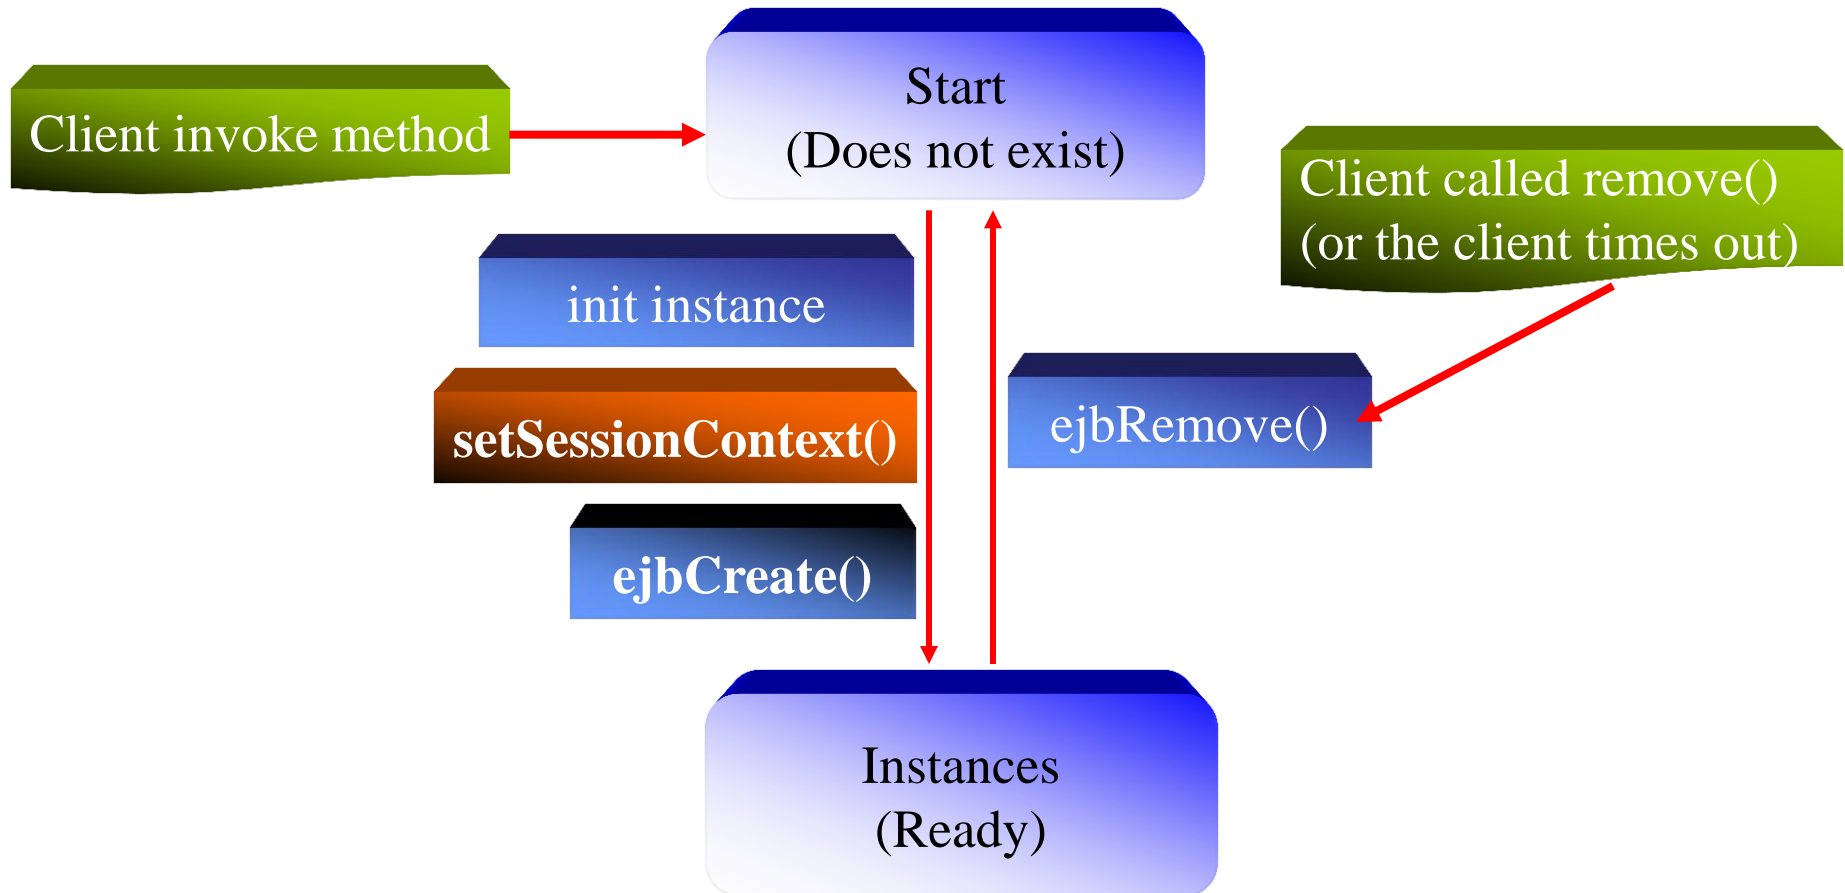 Start
(Does not exist)
Client invoke method
Client called remove()
(or the client times out)
init instance
setSessionContext()
ejbRemove()
ejbCreate()
Instances
(Ready)